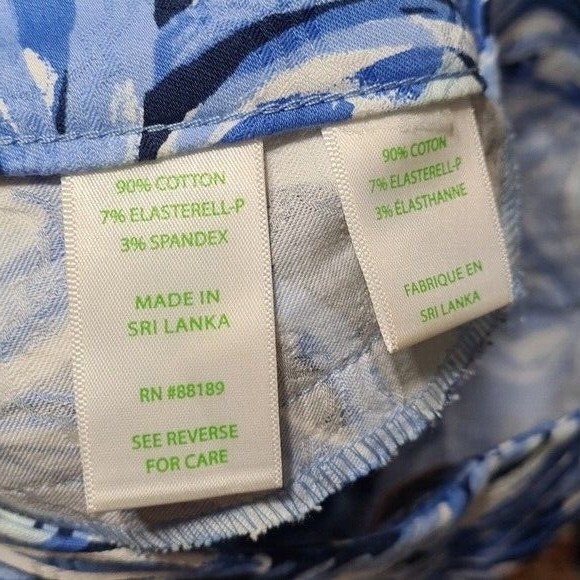 90% COTTON
7% ELASTERELL-P
3% SPANDEX
MADE IN
SRI LANKA
RN #88189
SEE REVERSE
FOR CARE
90% COTON
7% ELASTERELL-P
3% ÉLASTHANNE
FABRIQUE EN
SRI LANKA